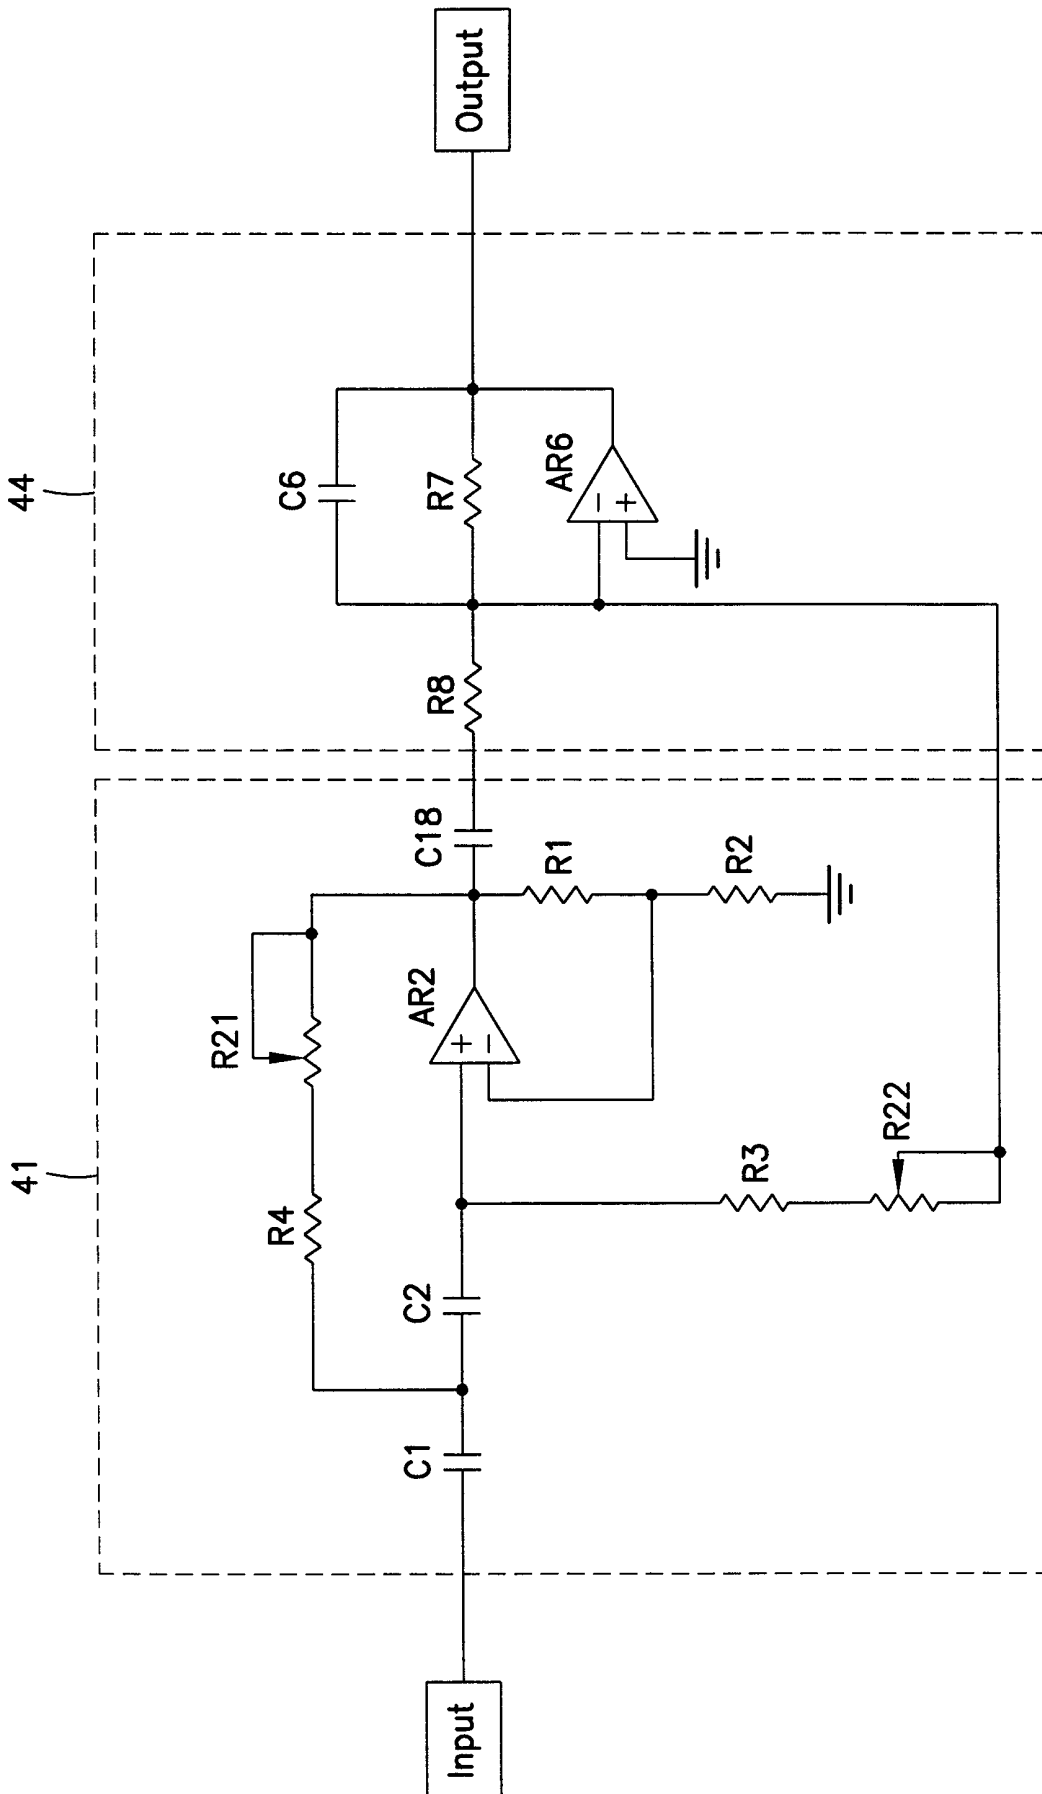 41
44
R4
R21
C6
Input
C1
C2
AR2
C18
R8
R7
Output
R1
AR6
R3
R2
R22
+
−
−
+